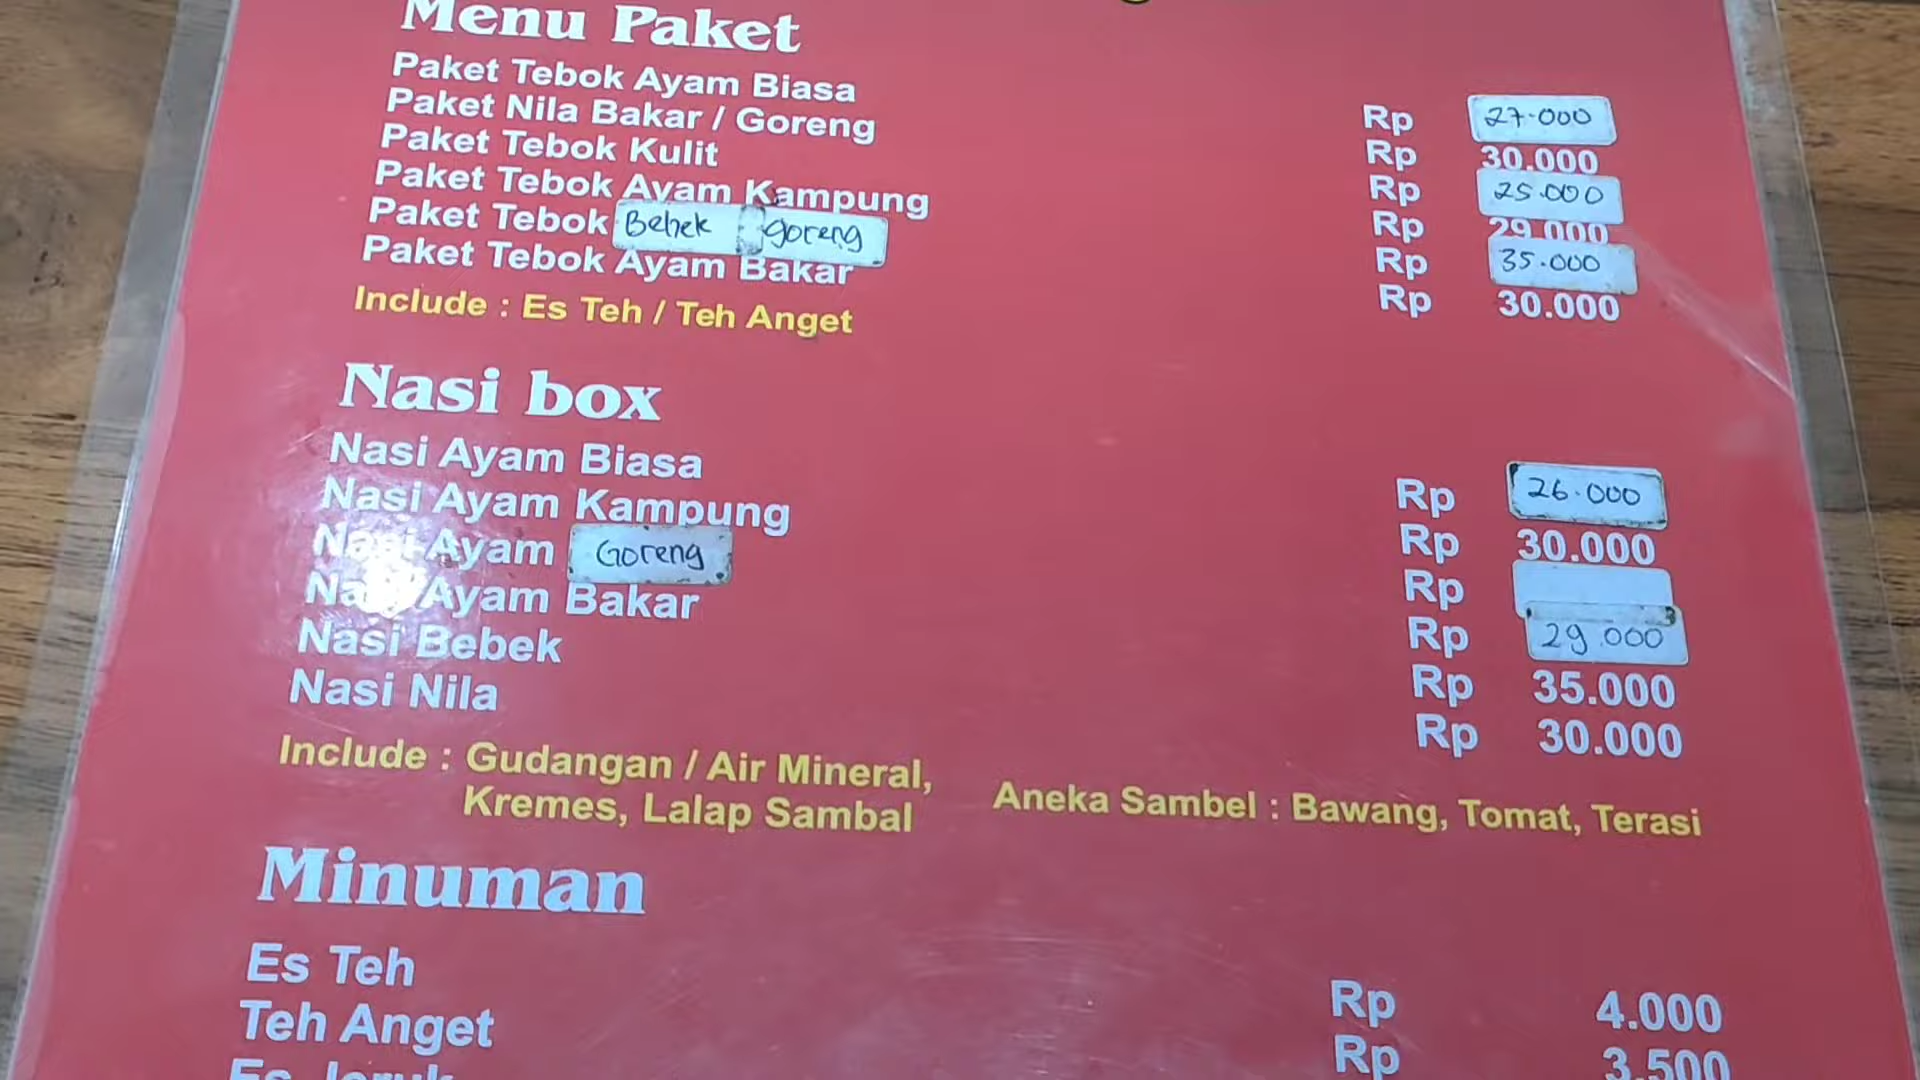 Menu Paket
Paket Tebok Ayam Biasa Rp 27.000
Paket Nila Bakar / Goreng Rp 30.000
Paket Tebok Kulit Rp 25.000
Paket Tebok Ayam Kampung Rp 29.000
Paket Tebok Bebek goreng Rp 35.000
Paket Tebok Ayam Bakar Rp 30.000
Include : Es Teh / Teh Anget
Nasi box
Nasi Ayam Biasa Rp 26.000
Nasi Ayam Kampung Rp 30.000
Nasi Ayam Goreng Rp
Nasi Ayam Bakar Rp 29.000
Nasi Bebek Rp 35.000
Nasi Nila Rp 30.000
Include : Gudangan / Air Mineral,
Kremes, Lalap Sambal
Aneka Sambel : Bawang, Tomat, Terasi
Minuman
Es Teh Rp 4.000
Teh Anget Rp 3.500
Es Jeruk